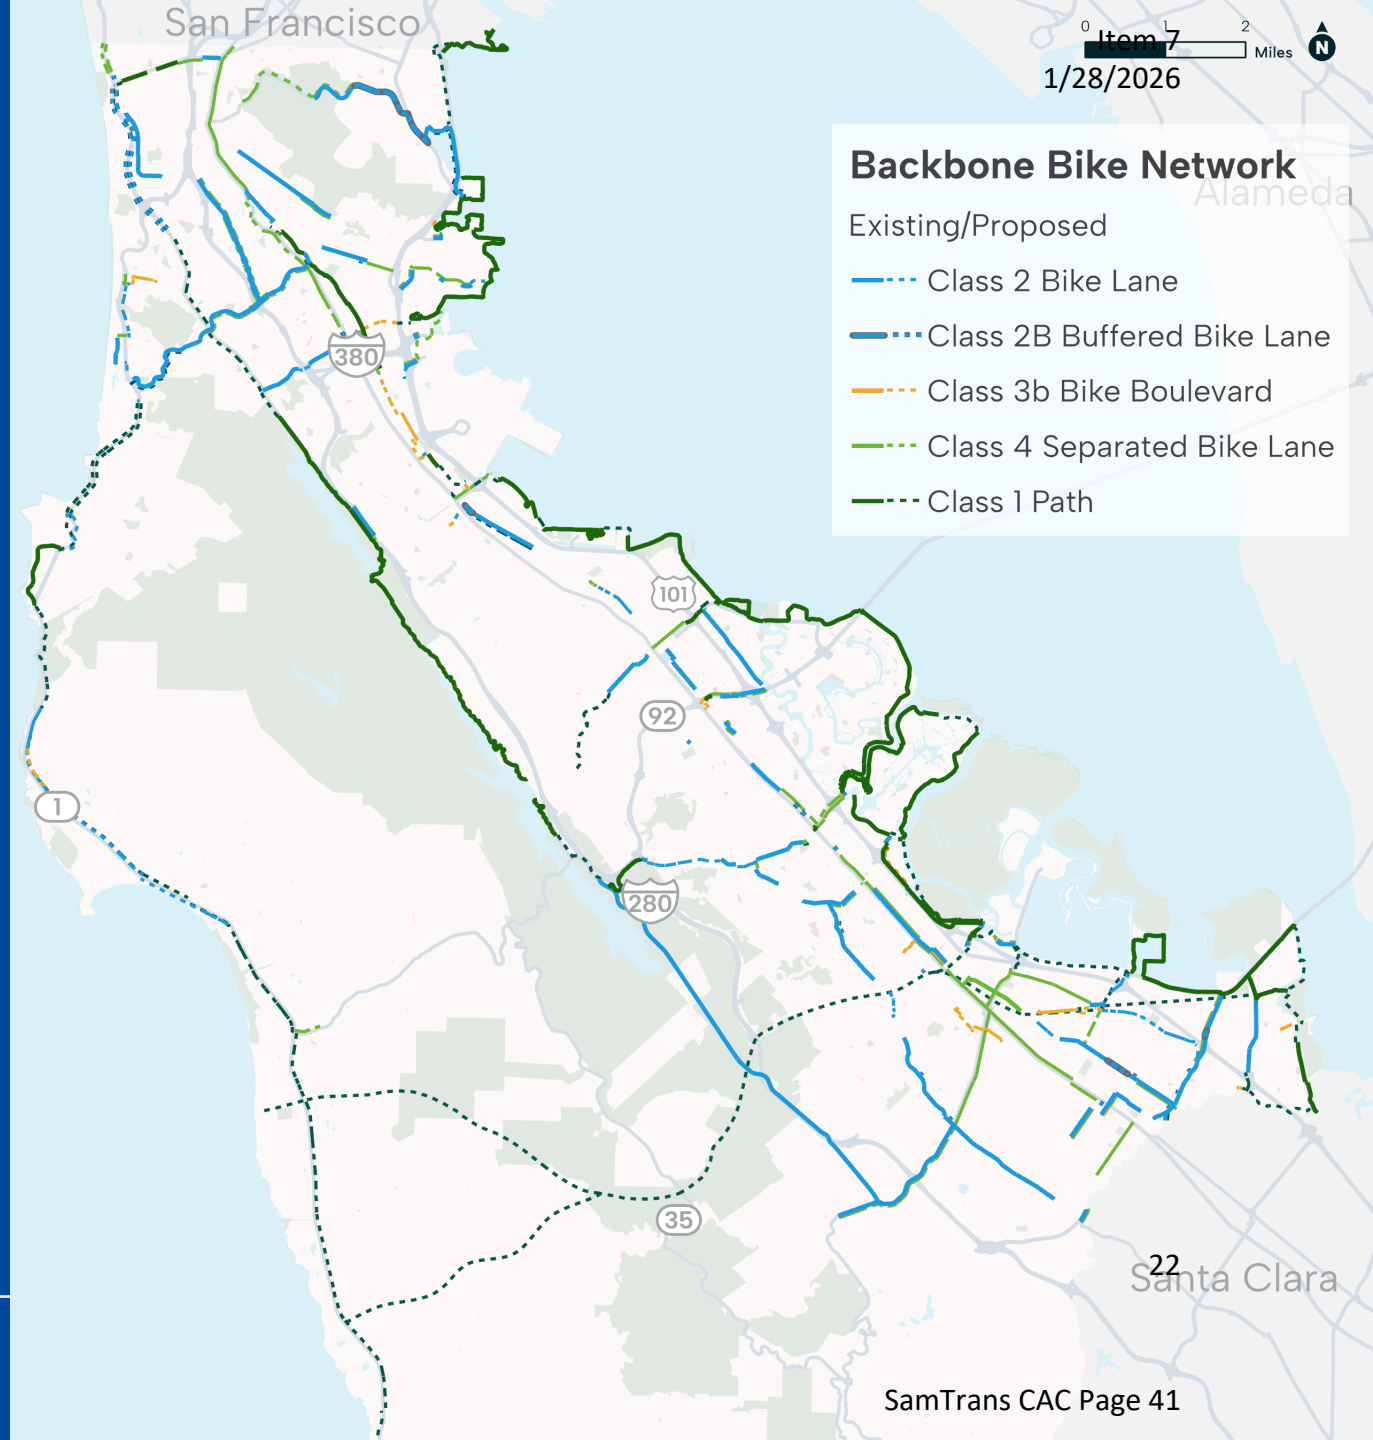 San Francisco
0 1 2
Miles
N
Item 7
1/28/2026
Backbone Bike Network
Alameda
Existing/Proposed
Class 2 Bike Lane
Class 2B Buffered Bike Lane
Class 3b Bike Boulevard
Class 4 Separated Bike Lane
Class 1 Path
380
101
92
1
280
35
22
Santa Clara
SamTrans CAC Page 41